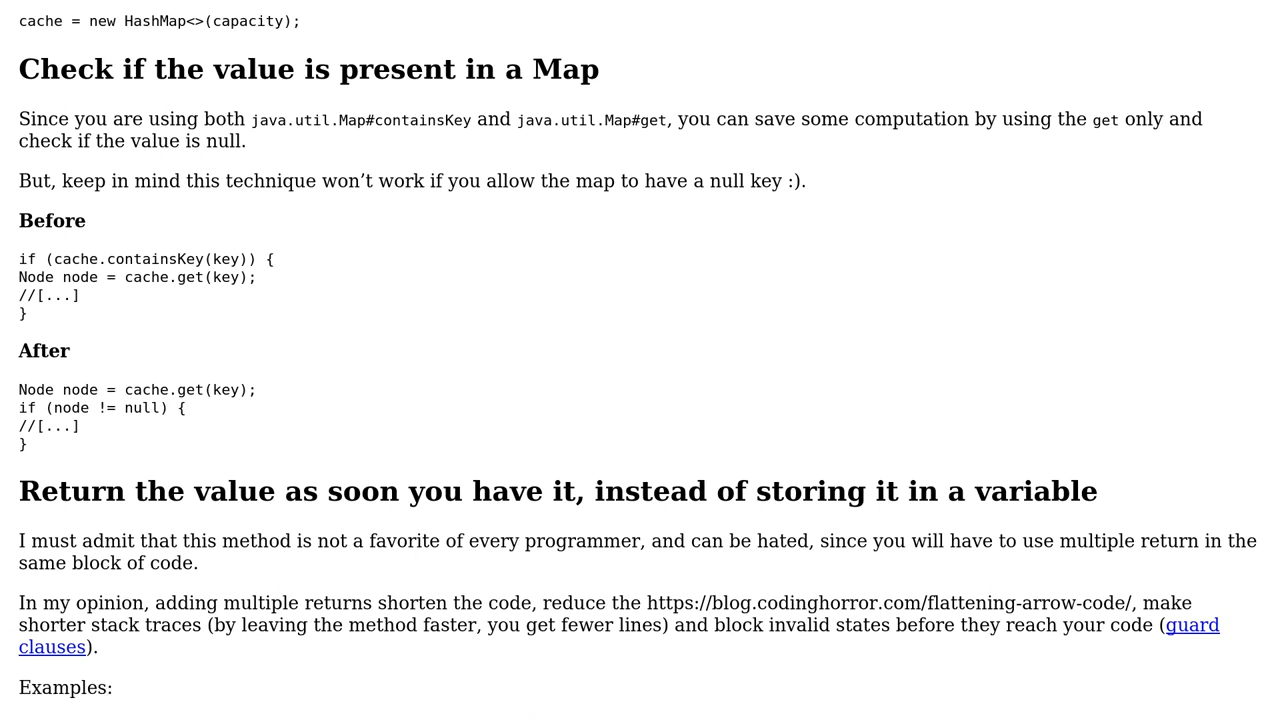 cache = new HashMap<>(capacity);
Check if the value is present in a Map
Since you are using both java.util.Map#containsKey and java.util.Map#get, you can save some computation by using the get only and
check if the value is null.
But, keep in mind this technique won’t work if you allow the map to have a null key :).
Before
if (cache.containsKey(key)) {
Node node = cache.get(key);
//[...]
}
After
Node node = cache.get(key);
if (node != null) {
//[...]
}
Return the value as soon you have it, instead of storing it in a variable
I must admit that this method is not a favorite of every programmer, and can be hated, since you will have to use multiple return in the
same block of code.
In my opinion, adding multiple returns shorten the code, reduce the https://blog.codinghorror.com/flattening-arrow-code/, make
shorter stack traces (by leaving the method faster, you get fewer lines) and block invalid states before they reach your code (guard
clauses).
Examples: